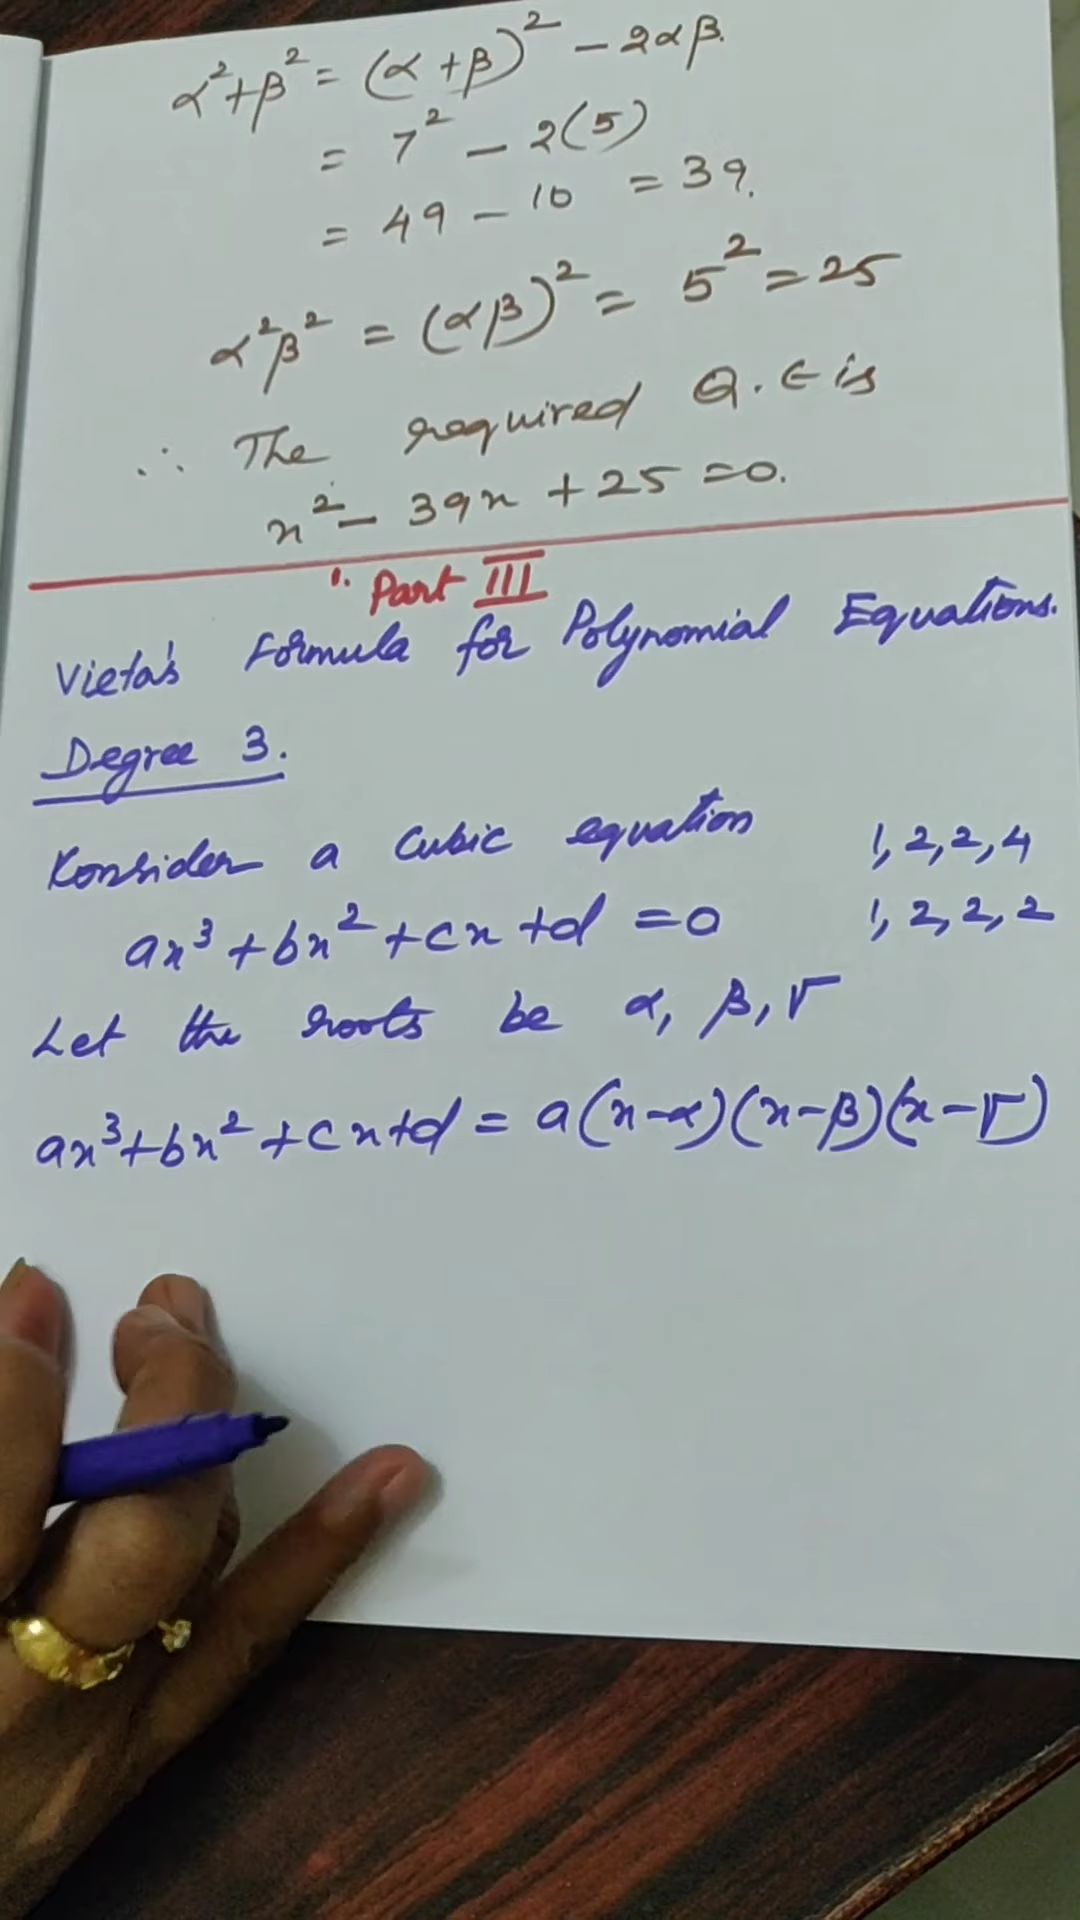 α²+β² = (α+β)² - 2αβ.
= 7² - 2(5)
= 49 - 10 = 39.
α²β² = (αβ)² = 5² = 25
∴ The required Q.E is
x² - 39x + 25 = 0.
Part III
Vieta's Formula for Polynomial Equations.
Degree 3.
Consider a cubic equation 1, 2, 2, 4
ax³ + bx² + cx + d = 0 1, 2, 2, 2
Let the roots be α, β, γ
ax³+bx²+cx+d = a(x-α)(x-β)(x-γ)